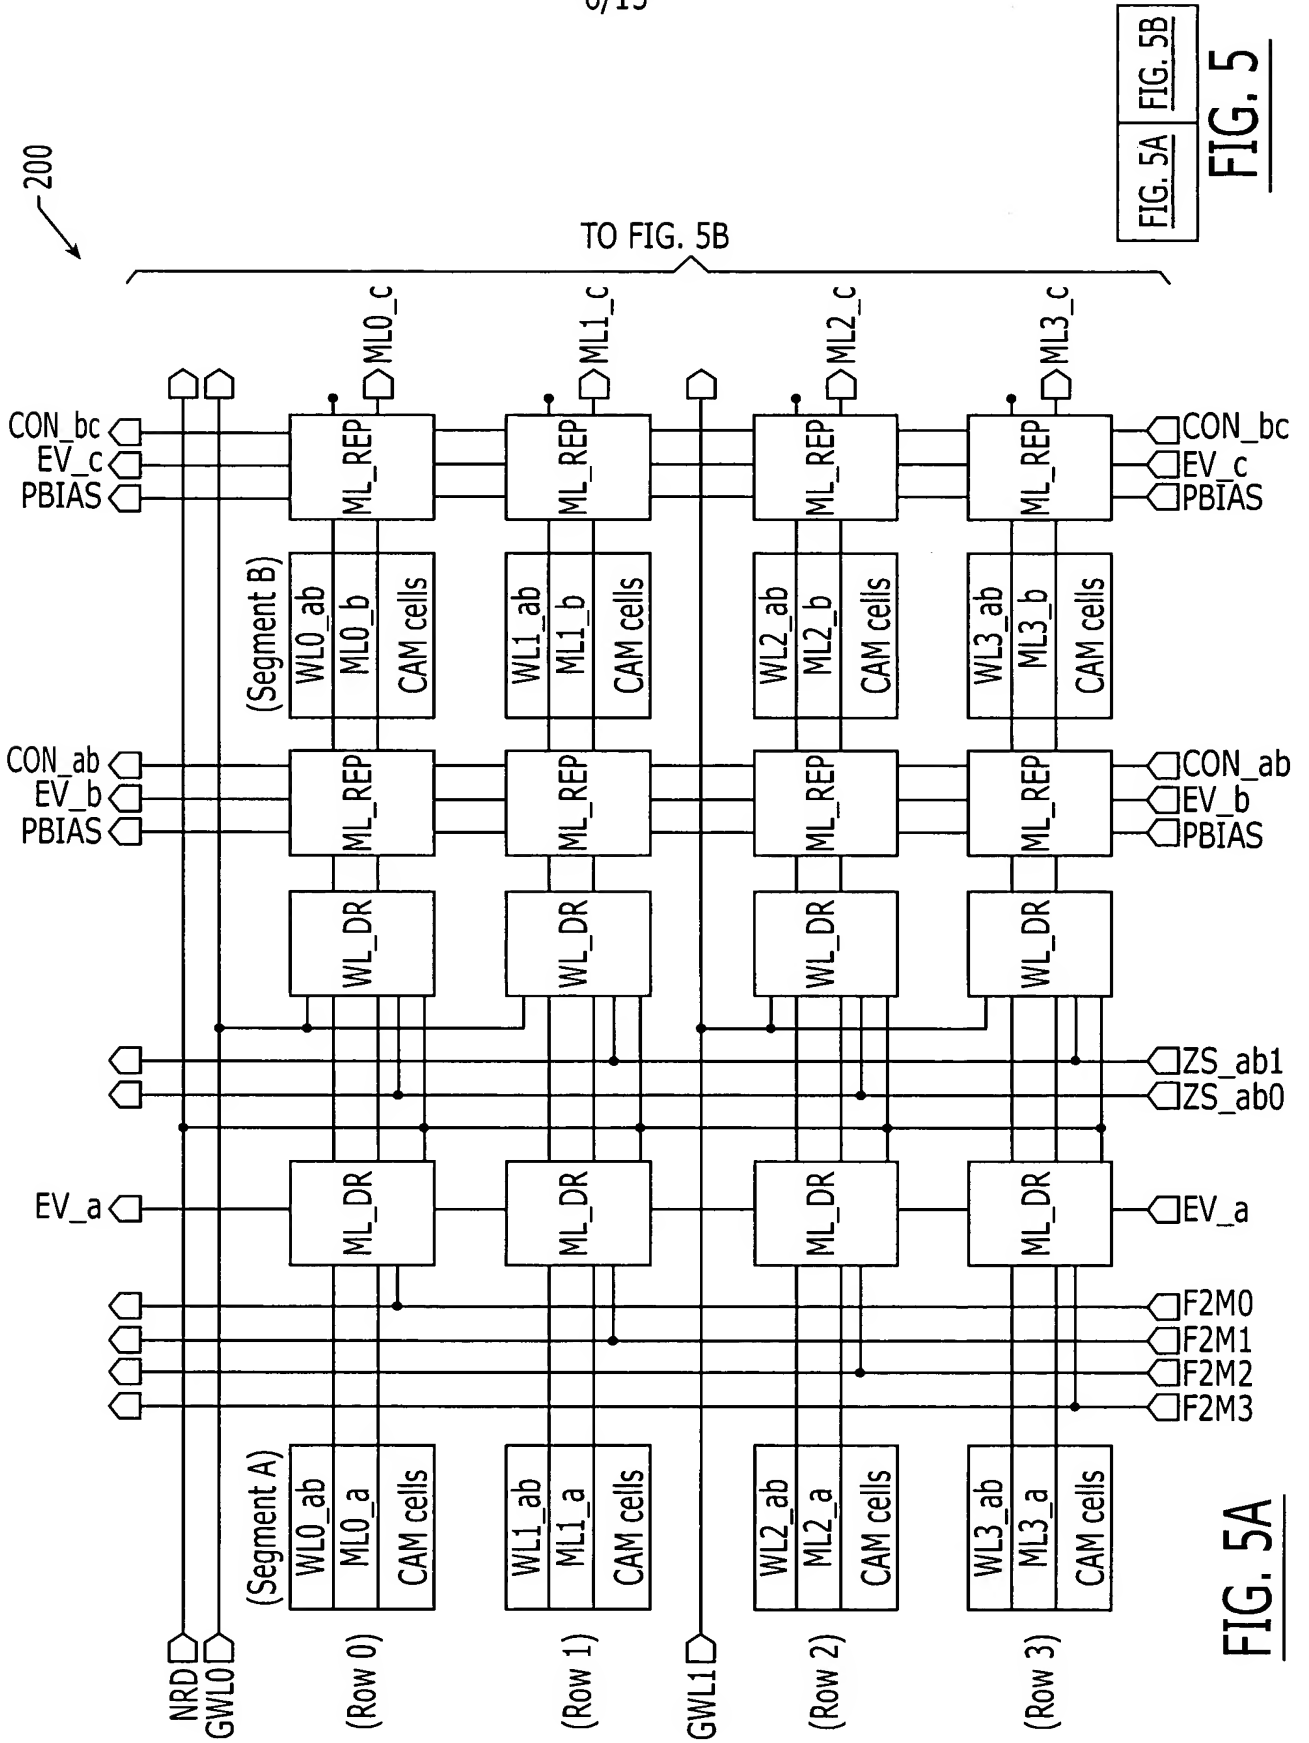 6/15
200
TO FIG. 5B
CON_bc
EV_c
PBIAS
CON_ab
EV_b
PBIAS
EV_a
NRD
GWL0
(Segment A)
(Segment B)
(Row 0)
WL0_ab
ML0_a
CAM cells
ML_DR
WL_DR
ML_REP
WL0_ab
ML0_b
CAM cells
ML_REP
ML0_c
(Row 1)
WL1_ab
ML1_a
CAM cells
ML_DR
WL_DR
ML_REP
WL1_ab
ML1_b
CAM cells
ML_REP
ML1_c
GWL1
(Row 2)
WL2_ab
ML2_a
CAM cells
ML_DR
WL_DR
ML_REP
WL2_ab
ML2_b
CAM cells
ML_REP
ML2_c
(Row 3)
WL3_ab
ML3_a
CAM cells
ML_DR
WL_DR
ML_REP
WL3_ab
ML3_b
CAM cells
ML_REP
ML3_c
F2M3
F2M2
F2M1
F2M0
EV_a
ZS_ab0
ZS_ab1
PBIAS
EV_b
CON_ab
PBIAS
EV_c
CON_bc
FIG. 5A
FIG. 5A FIG. 5B
FIG. 5